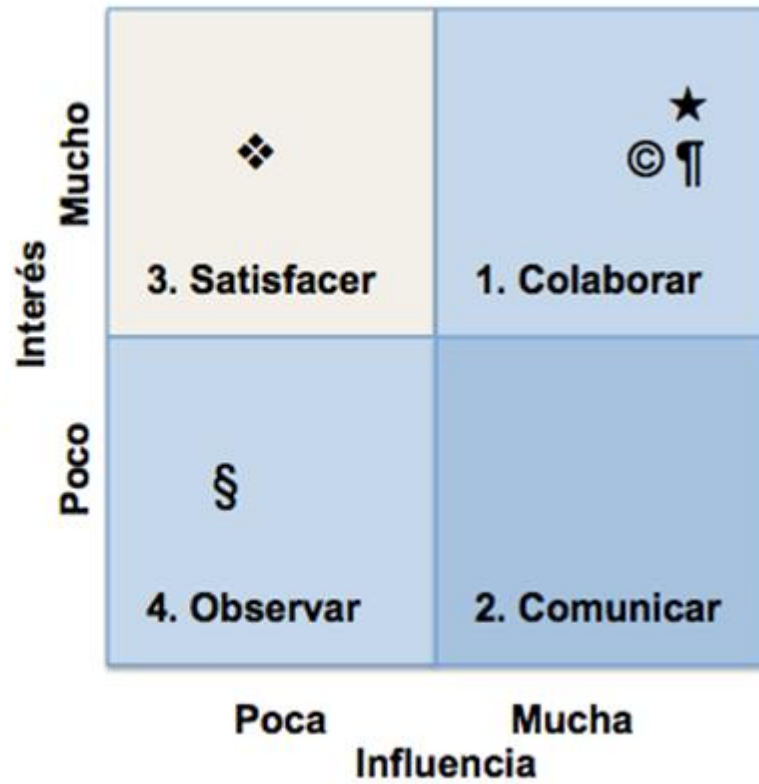 Interés
Mucho
Poco
❖
★
© ¶
3. Satisfacer
1. Colaborar
§
4. Observar
2. Comunicar
Poca
Mucha
Influencia